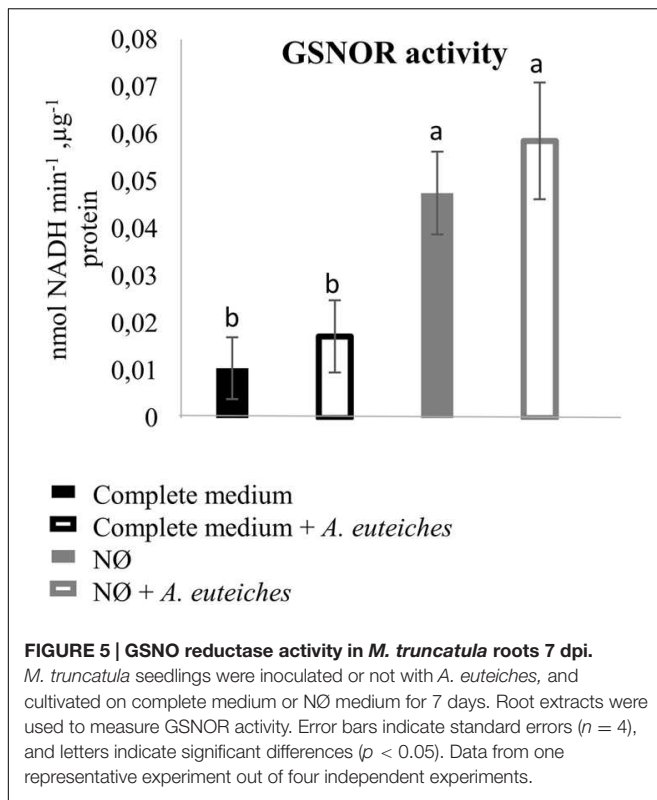 GSNOR activity
0,08
0,07
0,06
0,05
0,04
0,03
0,02
0,01
0
nmol NADH min⁻¹ ,µg⁻¹
protein
b
b
a
a
Complete medium
Complete medium + A. euteiches
NØ
NØ + A. euteiches
FIGURE 5 | GSNO reductase activity in M. truncatula roots 7 dpi.
M. truncatula seedlings were inoculated or not with A. euteiches, and
cultivated on complete medium or NØ medium for 7 days. Root extracts were
used to measure GSNOR activity. Error bars indicate standard errors (n = 4),
and letters indicate significant differences (p < 0.05). Data from one
representative experiment out of four independent experiments.